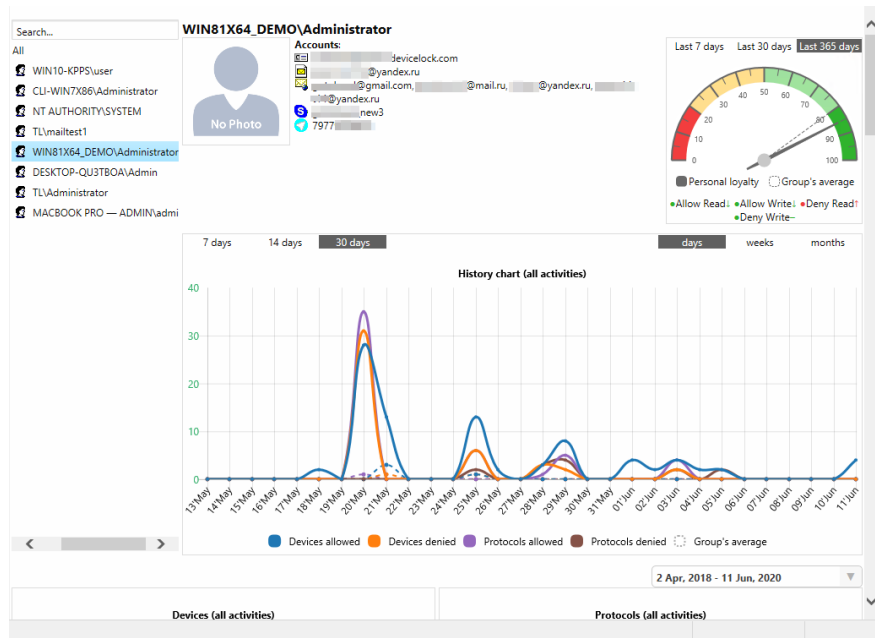 Search...
All
WIN10-KPPS\user
CLI-WIN7X86\Administrator
NT AUTHORITY\SYSTEM
TL\mailtest1
WIN81X64_DEMO\Administrator
DESKTOP-QU3TBOA\Admin
TL\Administrator
MACBOOK PRO — ADMIN\admi
WIN81X64_DEMO\Administrator
No Photo
Accounts:
devicelock.com
@yandex.ru
@gmail.com, @mail.ru, @yandex.ru,
@yandex.ru
new3
7977
Last 7 days Last 30 days Last 365 days
0 10 20 30 40 50 60 70 80 90 100
Personal loyalty Group's average
Allow Read↓ Allow Write↓ Deny Read↑
Deny Write–
7 days 14 days 30 days days weeks months
History chart (all activities)
40
30
20
10
0
13'May 14'May 15'May 16'May 17'May 18'May 19'May 20'May 21'May 22'May 23'May 24'May 25'May 26'May 27'May 28'May 29'May 30'May 31'May 01'Jun 02'Jun 03'Jun 04'Jun 05'Jun 06'Jun 07'Jun 08'Jun 09'Jun 10'Jun 11'Jun
Devices allowed Devices denied Protocols allowed Protocols denied Group's average
2 Apr, 2018 - 11 Jun, 2020
Devices (all activities) Protocols (all activities)